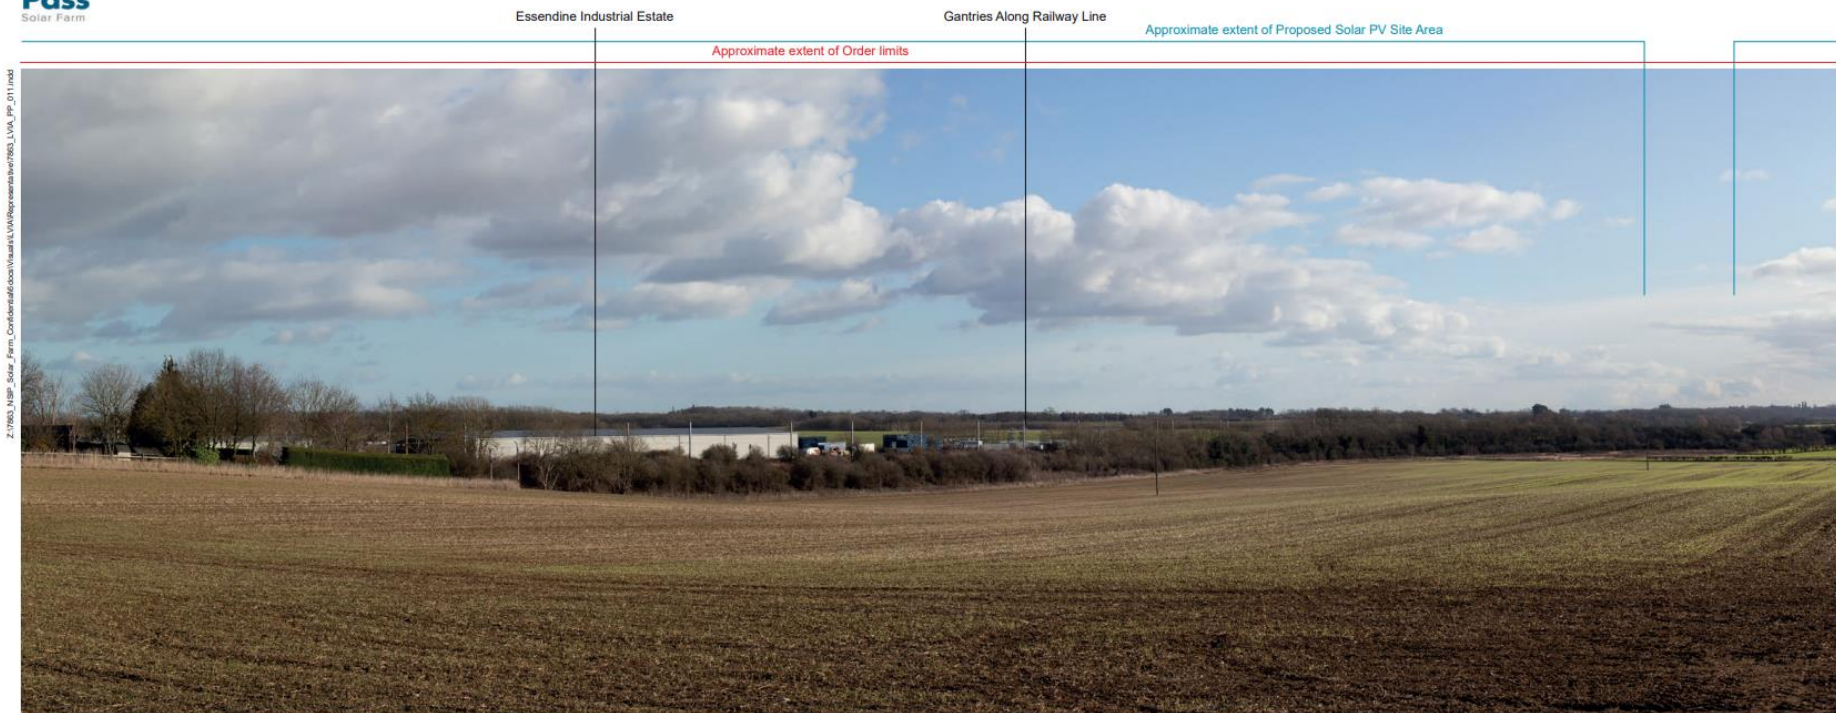 Pass
Solar Farm
Essendine Industrial Estate
Gantries Along Railway Line
Approximate extent of Proposed Solar PV Site Area
Approximate extent of Order limits